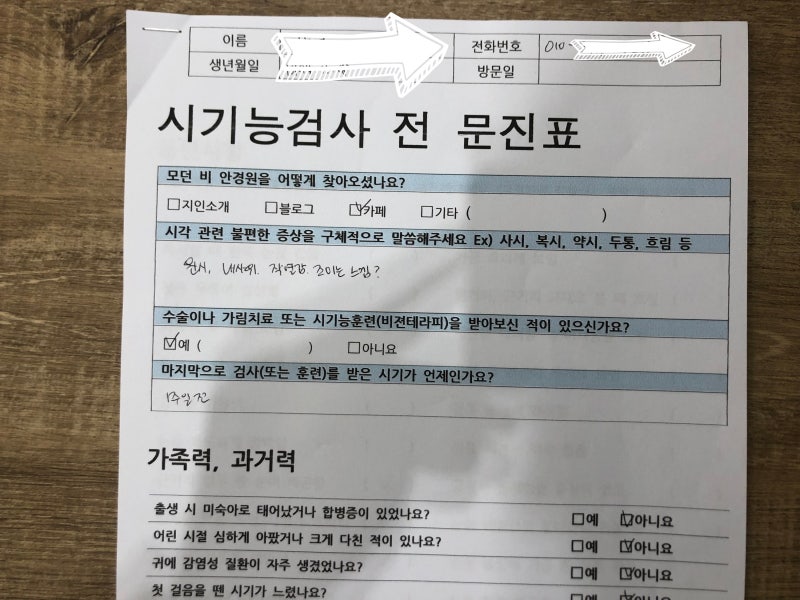 이름 전화번호 010
생년월일 방문일
시기능검사 전 문진표
모던 비 안경원을 어떻게 찾아오셨나요?
□지인소개 □블로그 ☑카페 □기타 ( )
시각 관련 불편한 증상을 구체적으로 말씀해주세요 Ex) 사시, 복시, 약시, 두통, 흐림 등
원시, 내사시. 작열감. 조이는 느낌?
수술이나 가림치료 또는 시기능훈련(비젼테라피)을 받아보신 적이 있으신가요?
☑예 ( ) □아니요
마지막으로 검사(또는 훈련)를 받은 시기가 언제인가요?
1주일 전
가족력, 과거력
출생 시 미숙아로 태어났거나 합병증이 있었나요? □예 ☑아니요
어린 시절 심하게 아팠거나 크게 다친 적이 있나요? □예 ☑아니요
귀에 감염성 질환이 자주 생겼었나요? □예 ☑아니요
첫 걸음을 뗀 시기가 느렸나요? □예 ☑아니요